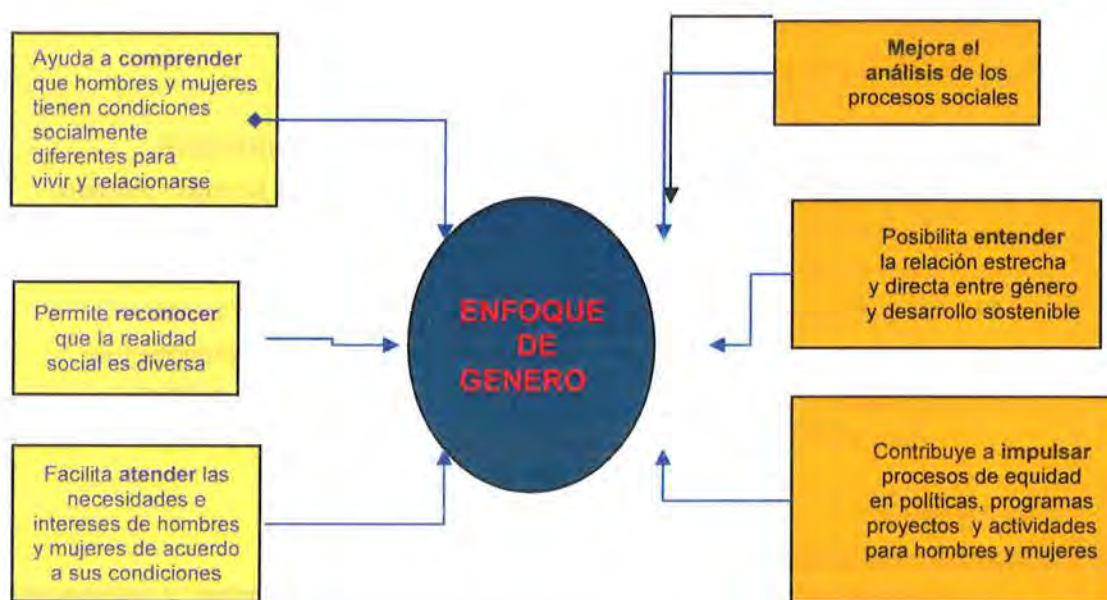 Ayuda a comprender
que hombres y mujeres
tienen condiciones
socialmente
diferentes para
vivir y relacionarse
Permite reconocer
que la realidad
social es diversa
Facilita atender las
necesidades e
intereses de hombres
y mujeres de acuerdo
a sus condiciones
ENFOQUE
DE
GENERO
Mejora el
análisis de los
procesos sociales
Posibilita entender
la relación estrecha
y directa entre género
y desarrollo sostenible
Contribuye a impulsar
procesos de equidad
en políticas, programas
proyectos y actividades
para hombres y mujeres